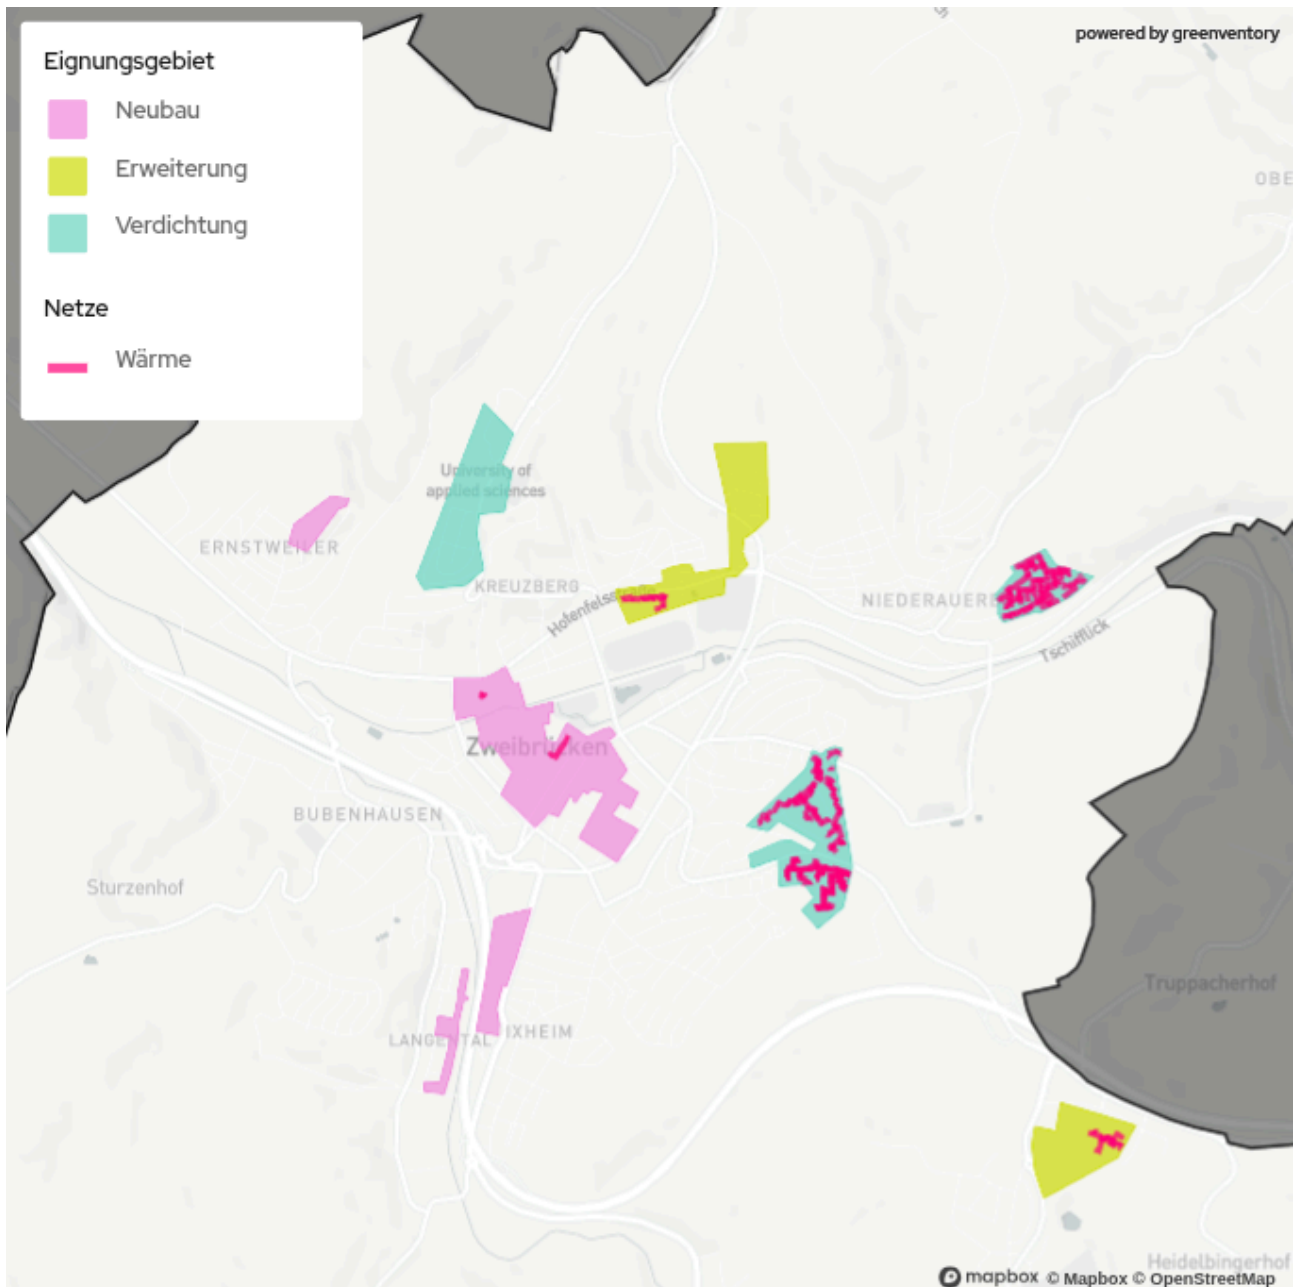 powered by greenventory
Eignungsgebiet
Neubau
Erweiterung
Verdichtung
Netze
Wärme
OBE
University of
applied sciences
ERNSTWEILER
KREUZBERG
NIEDERAUERB
Tschifflick
Zweibrücken
BUBENHAUSEN
Sturzenhof
Truppacherhof
LANGENTAL
IXHEIM
Heidelbingerhof
mapbox © Mapbox © OpenStreetMap